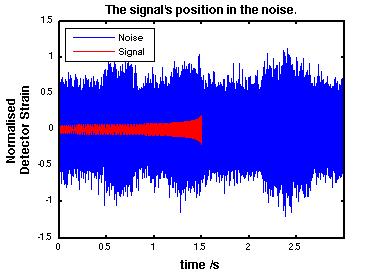 The signal's position in the noise.
1.5
Noise
Signal
1
0.5
0
-0.5
-1
-1.5
Normalised
Detector Strain
0
0.5
1
1.5
2
2.5
time /s